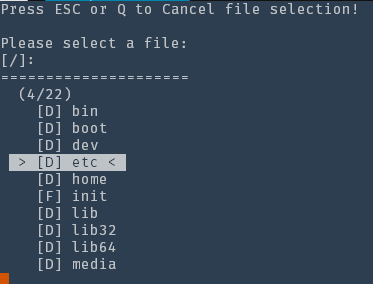 Press ESC or Q to Cancel file selection!
Please select a file:
[/]:
=====================
(4/22)
[D] bin
[D] boot
[D] dev
> [D] etc <
[D] home
[F] init
[D] lib
[D] lib32
[D] lib64
[D] media